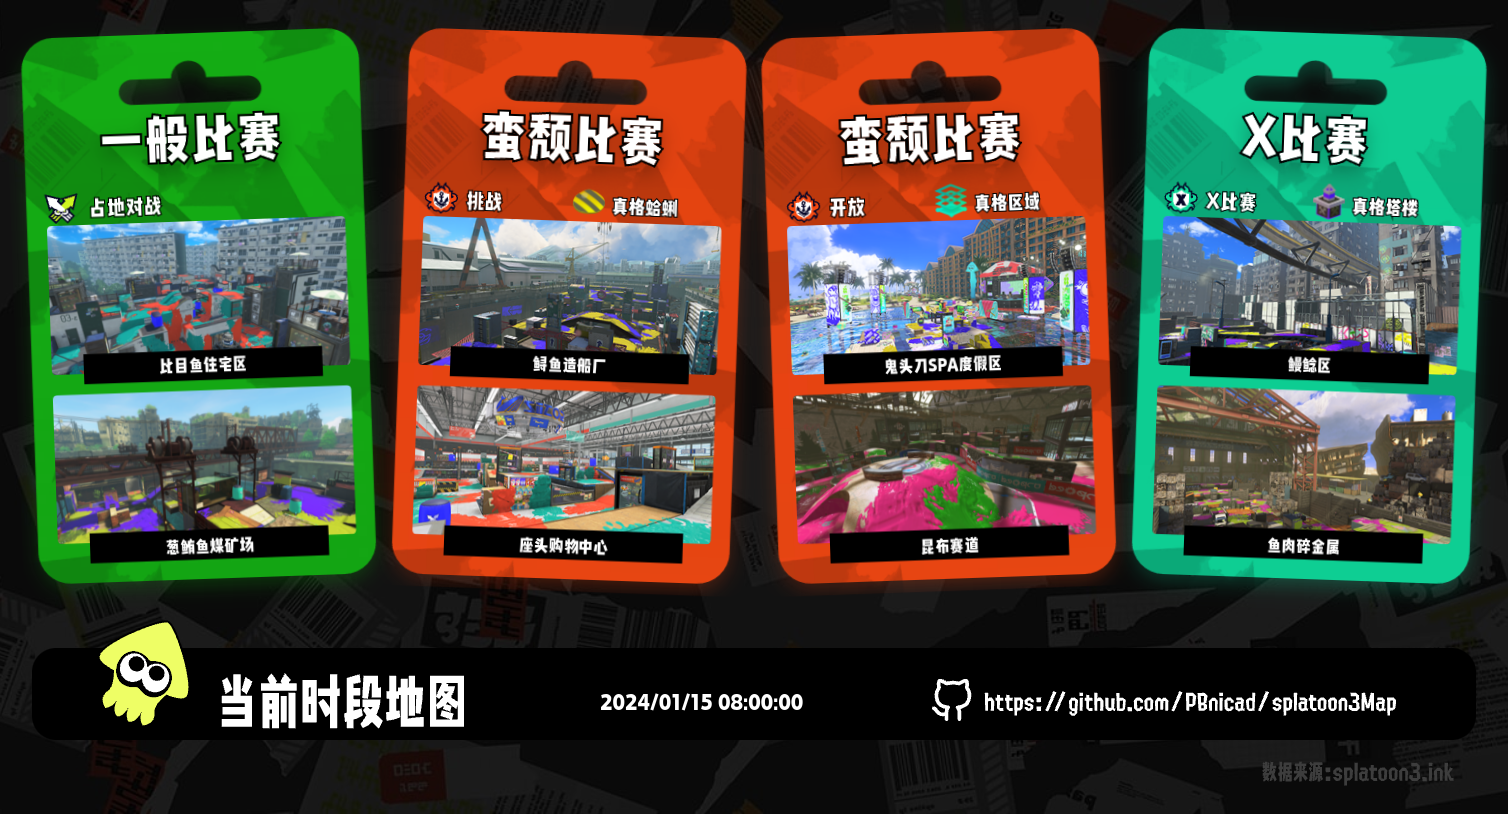 一般比赛
占地对战
比目鱼住宅区
葱鲔鱼煤矿场
蛮颓比赛
挑战
真格蛤蜊
鲟鱼造船厂
座头购物中心
蛮颓比赛
开放
真格区域
鬼头刀SPA度假区
昆布赛道
X比赛
X比赛
真格塔楼
鳗鲶区
鱼肉碎金属
当前时段地图
2024/01/15 08:00:00
https://github.com/PBnicad/splatoon3Map
数据来源:splatoon3.ink